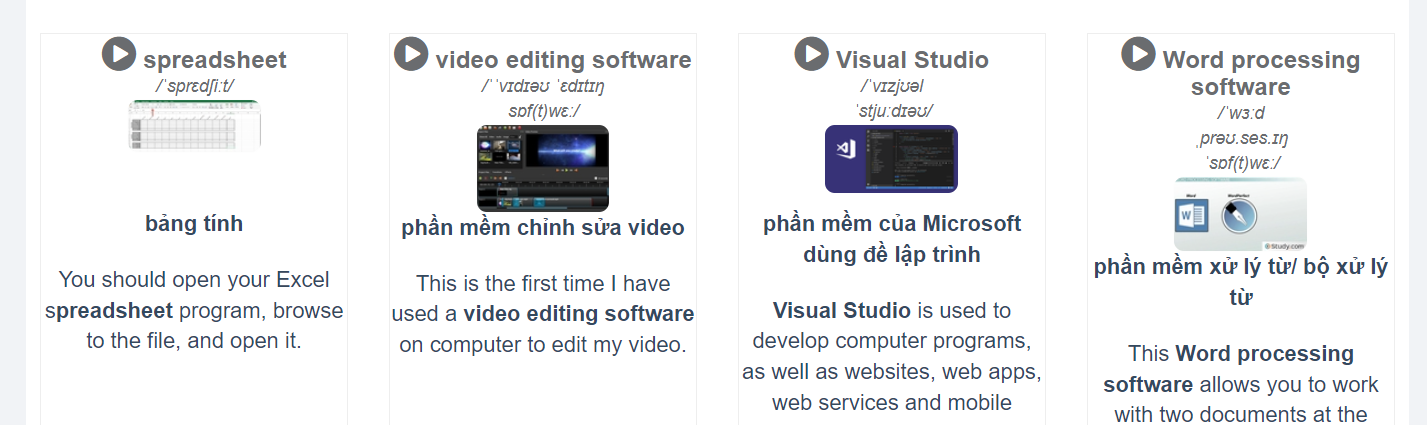 spreadsheet
/ˈsprɛdʃiːt/
bảng tính
You should open your Excel
spreadsheet program, browse
to the file, and open it.
video editing software
/ˈˈvɪdɪəʊ ˈɛdɪtɪŋ
sɒf(t)wɛː/
phần mềm chỉnh sửa video
This is the first time I have
used a video editing software
on computer to edit my video.
Visual Studio
/ˈvɪzjʊəl
ˈstjuːdɪəʊ/
phần mềm của Microsoft
dùng để lập trình
Visual Studio is used to
develop computer programs,
as well as websites, web apps,
web services and mobile
Word processing
software
/ˈwɜːd
ˌprəʊ.ses.ɪŋ
ˈsɒf(t)wɛː/
Word
WordPerfect
W
© Study.com
phần mềm xử lý từ/ bộ xử lý
từ
This Word processing
software allows you to work
with two documents at the